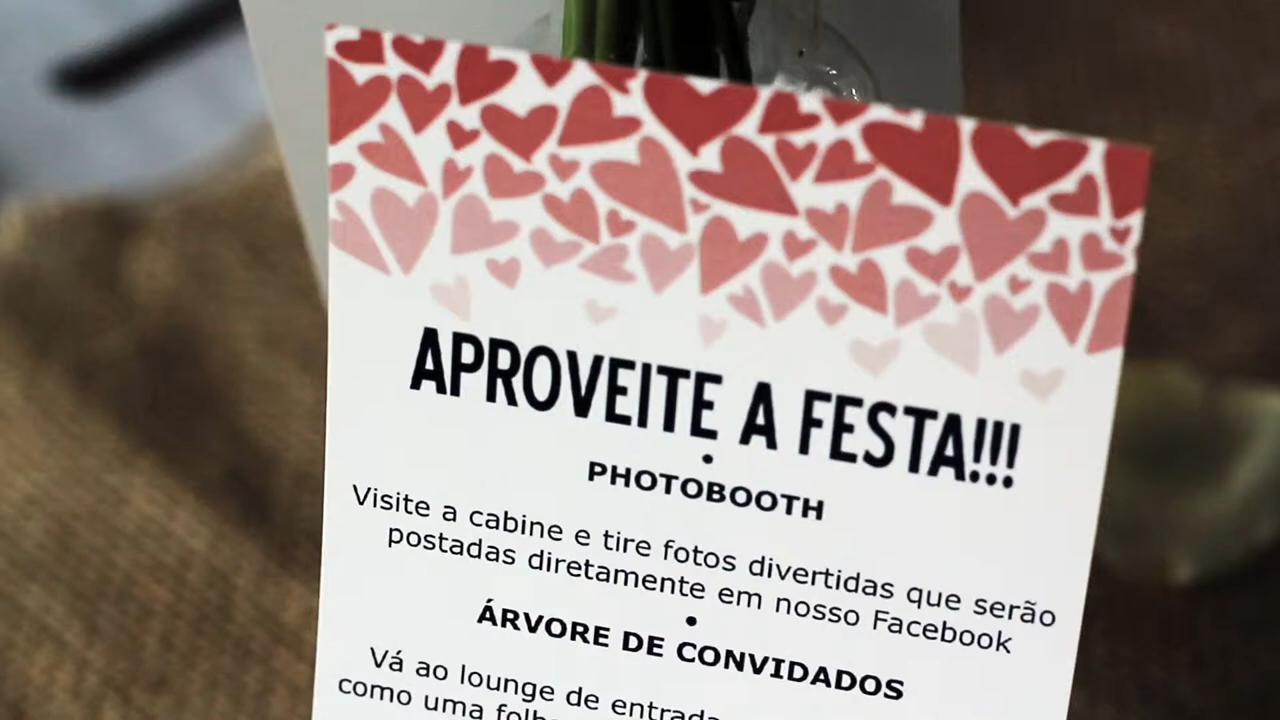 APROVEITE A FESTA!!!
•
PHOTOBOOTH
Visite a cabine e tire fotos divertidas que serão
postadas diretamente em nosso Facebook
•
ÁRVORE DE CONVIDADOS
Vá ao lounge de entrada
como uma